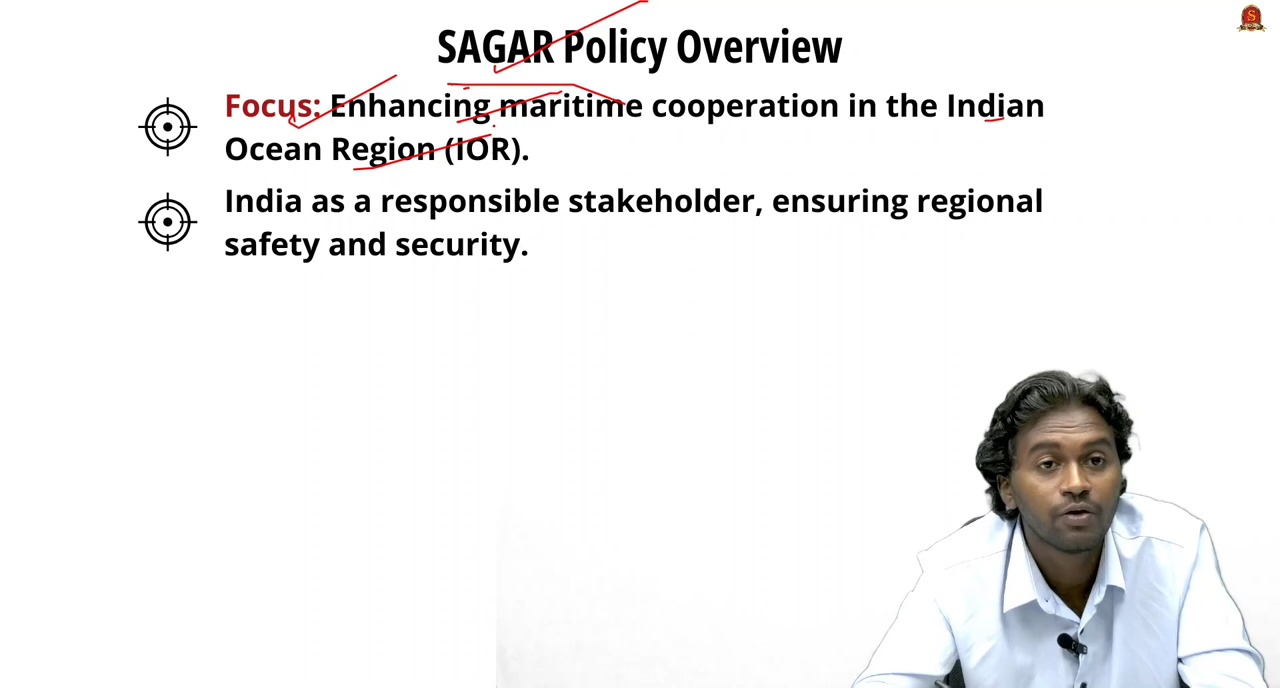 SAGAR Policy Overview
Focus: Enhancing maritime cooperation in the Indian
Ocean Region (IOR).
India as a responsible stakeholder, ensuring regional
safety and security.
S